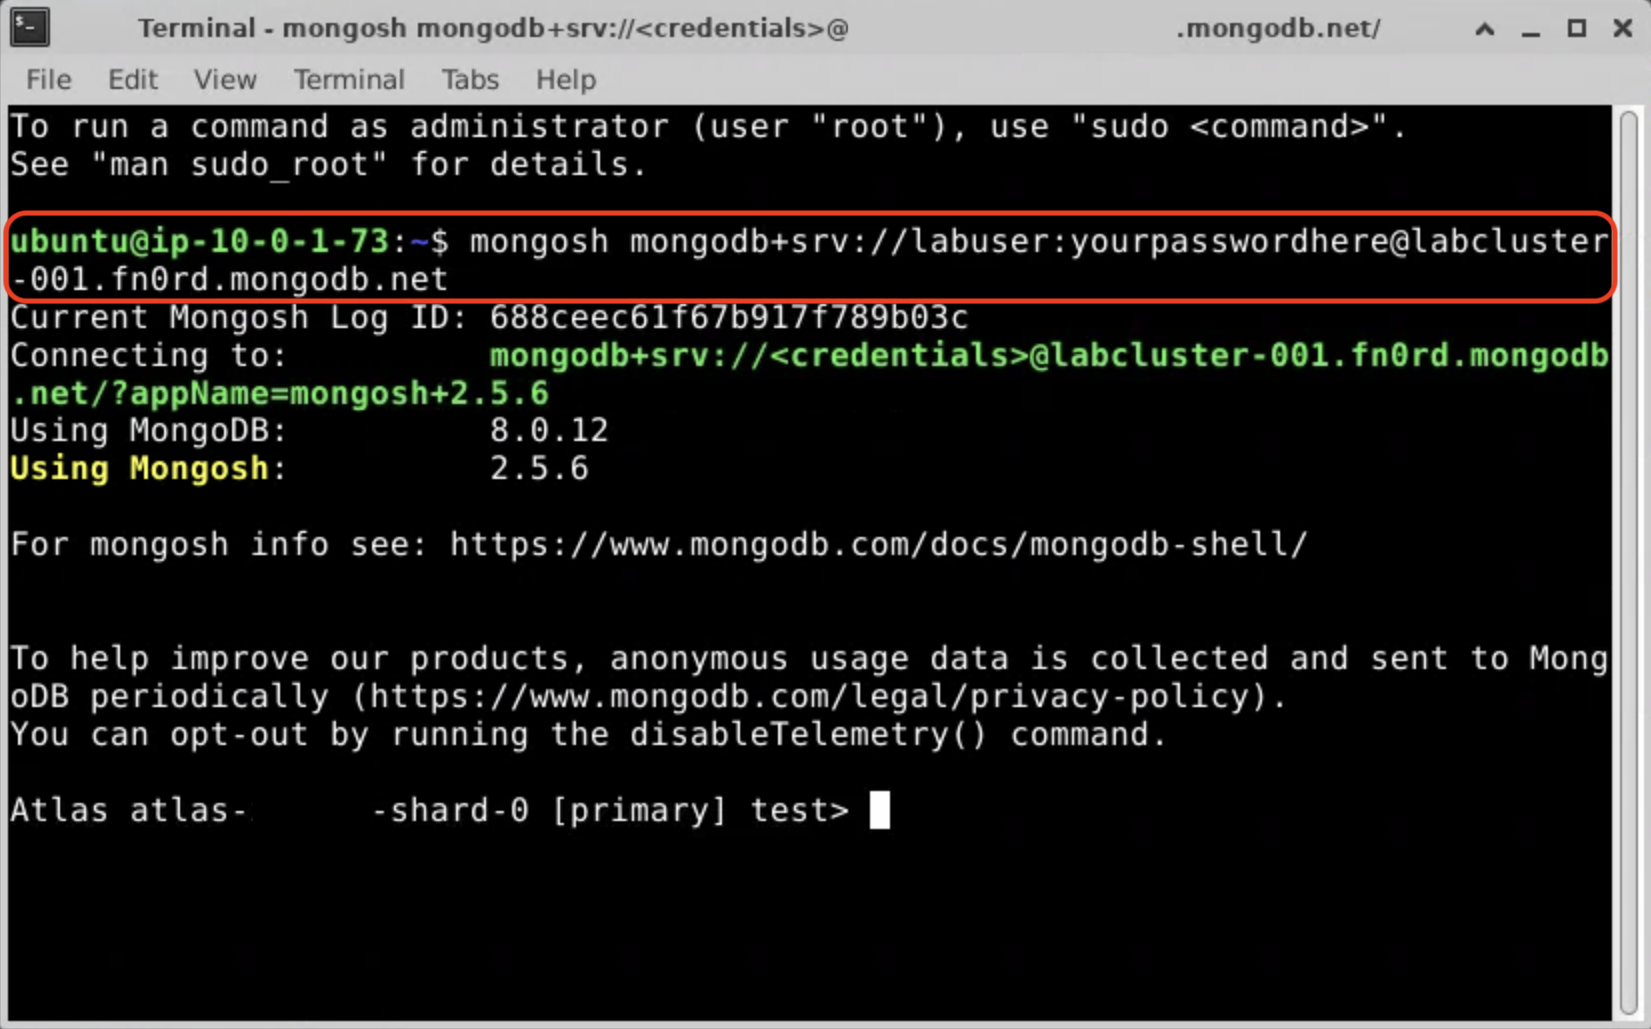 Terminal - mongosh mongodb+srv://<credentials>@ .mongodb.net/
File Edit View Terminal Tabs Help
To run a command as administrator (user "root"), use "sudo <command>".
See "man sudo_root" for details.
ubuntu@ip-10-0-1-73:~$ mongosh mongodb+srv://labuser:yourpasswordhere@labcluster
-001.fn0rd.mongodb.net
Current Mongosh Log ID: 688ceec61f67b917f789b03c
Connecting to: mongodb+srv://<credentials>@labcluster-001.fn0rd.mongodb
.net/?appName=mongosh+2.5.6
Using MongoDB: 8.0.12
Using Mongosh: 2.5.6
For mongosh info see: https://www.mongodb.com/docs/mongodb-shell/
To help improve our products, anonymous usage data is collected and sent to Mong
oDB periodically (https://www.mongodb.com/legal/privacy-policy).
You can opt-out by running the disableTelemetry() command.
Atlas atlas- -shard-0 [primary] test>